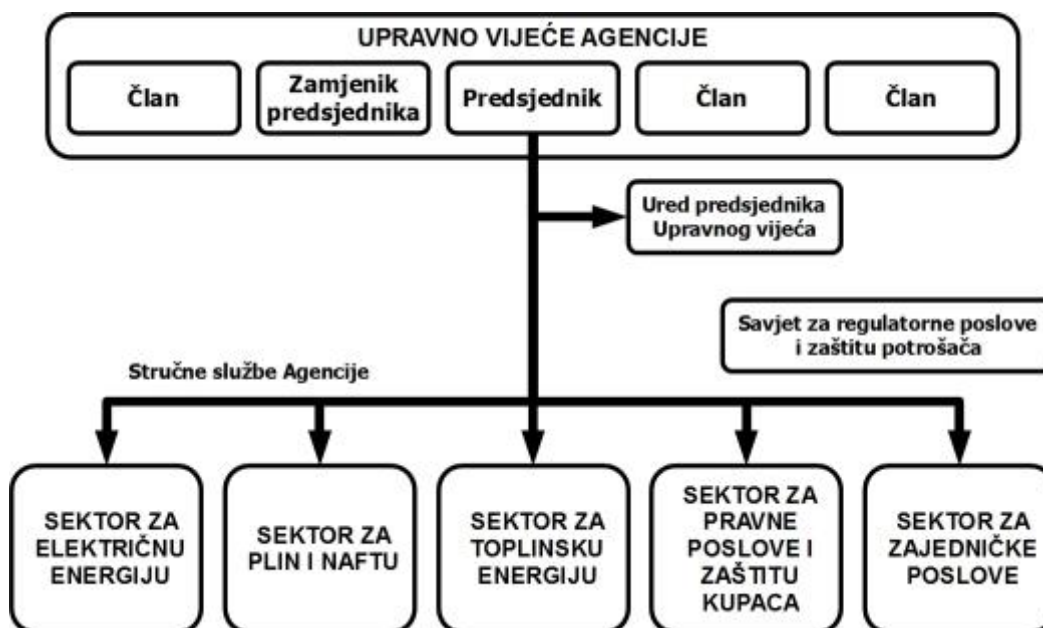 UPRAVNO VIJEĆE AGENCIJE
Član
Zamjenik
predsjednika
Predsjednik
Član
Član
Ured predsjednika
Upravnog vijeća
Savjet za regulatorne poslove
i zaštitu potrošača
Stručne službe Agencije
SEKTOR ZA
ELEKTRIČNU
ENERGIJU
SEKTOR ZA
PLIN I NAFTU
SEKTOR ZA
TOPLINSKU
ENERGIJU
SEKTOR ZA
PRAVNE
POSLOVE I
ZAŠTITU
KUPACA
SEKTOR ZA
ZAJEDNIČKE
POSLOVE